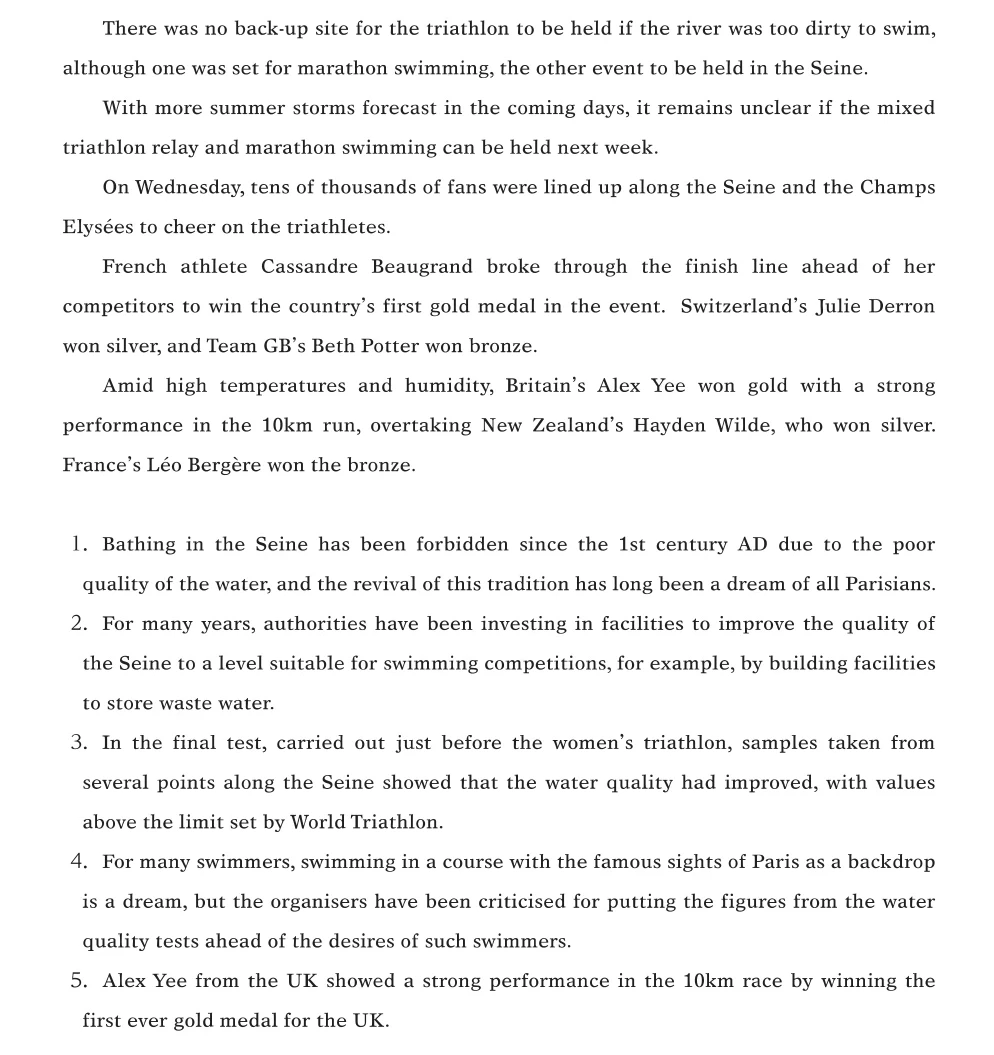 There was no back-up site for the triathlon to be held if the river was too dirty to swim,
although one was set for marathon swimming, the other event to be held in the Seine.
With more summer storms forecast in the coming days, it remains unclear if the mixed
triathlon relay and marathon swimming can be held next week.
On Wednesday, tens of thousands of fans were lined up along the Seine and the Champs
Elysées to cheer on the triathletes.
French athlete Cassandre Beaugrand broke through the finish line ahead of her
competitors to win the country's first gold medal in the event. Switzerland's Julie Derron
won silver, and Team GB's Beth Potter won bronze.
Amid high temperatures and humidity, Britain's Alex Yee won gold with a strong
performance in the 10km run, overtaking New Zealand's Hayden Wilde, who won silver.
France's Léo Bergère won the bronze.
1. Bathing in the Seine has been forbidden since the 1st century AD due to the poor
quality of the water, and the revival of this tradition has long been a dream of all Parisians.
2. For many years, authorities have been investing in facilities to improve the quality of
the Seine to a level suitable for swimming competitions, for example, by building facilities
to store waste water.
3. In the final test, carried out just before the women's triathlon, samples taken from
several points along the Seine showed that the water quality had improved, with values
above the limit set by World Triathlon.
4. For many swimmers, swimming in a course with the famous sights of Paris as a backdrop
is a dream, but the organisers have been criticised for putting the figures from the water
quality tests ahead of the desires of such swimmers.
5. Alex Yee from the UK showed a strong performance in the 10km race by winning the
first ever gold medal for the UK.